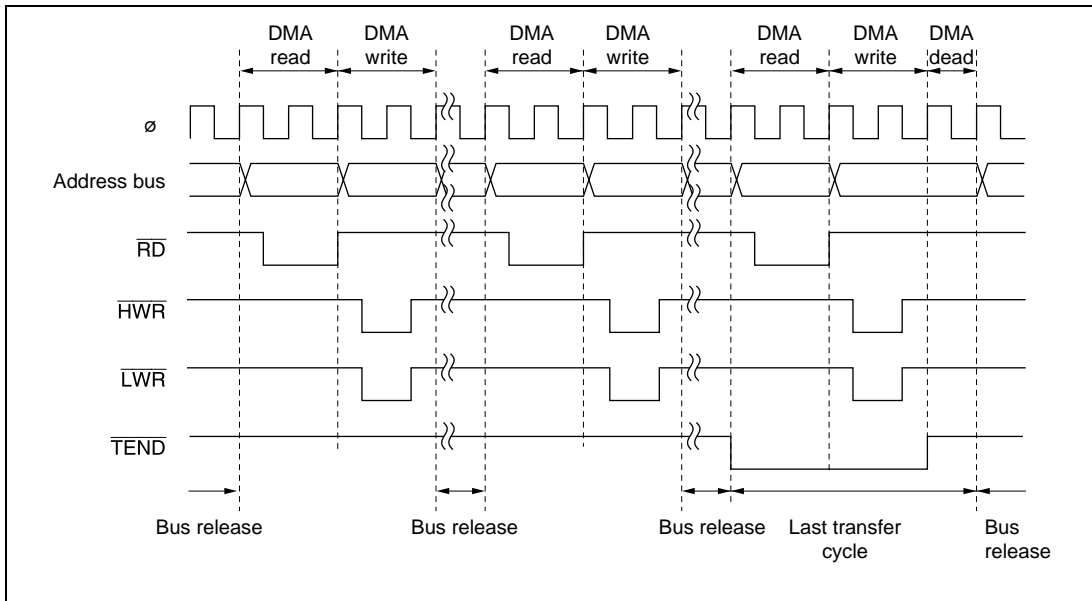 DMA read
DMA write
DMA read
DMA write
DMA read
DMA write
DMA dead
ø
Address bus
RD
HWR
LWR
TEND
Bus release
Bus release
Bus release
Last transfer cycle
Bus release